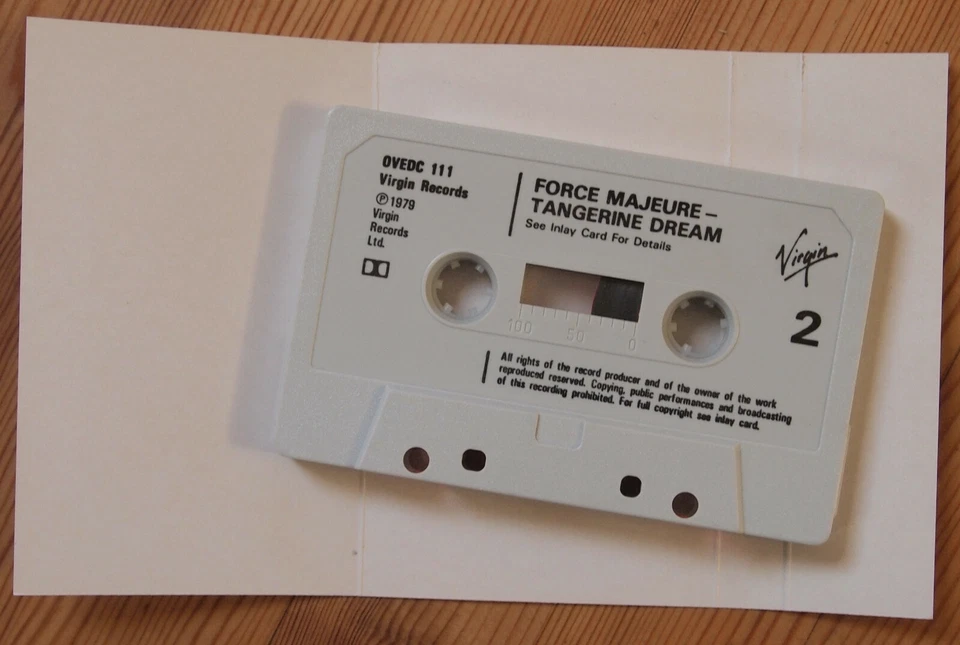 OVEDC 111
Virgin Records
℗ 1979
Virgin
Records
Ltd.
FORCE MAJEURE –
TANGERINE DREAM
See Inlay Card For Details
Virgin
2
100 50 0
All rights of the record producer and of the owner of the work
reproduced reserved. Copying, public performances and broadcasting
of this recording prohibited. For full copyright see inlay card.